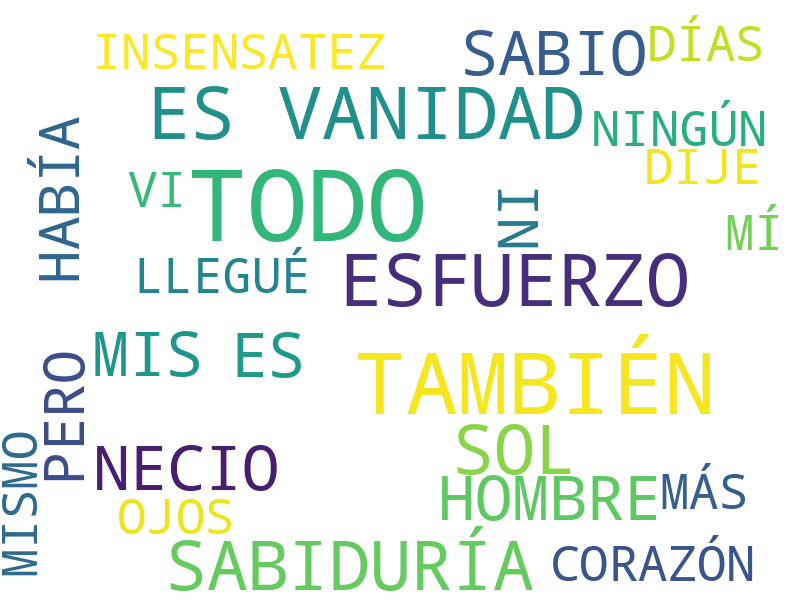 INSENSATEZ
SABIO
DÍAS
ES VANIDAD
NINGÚN
HABÍA
DIJE
VI
TODO
NI
MÍ
LLEGUÉ
ESFUERZO
MIS
ES
TAMBIÉN
PERO
SOL
MISMO
NECIO
HOMBRE
MÁS
OJOS
SABIDURÍA
CORAZÓN